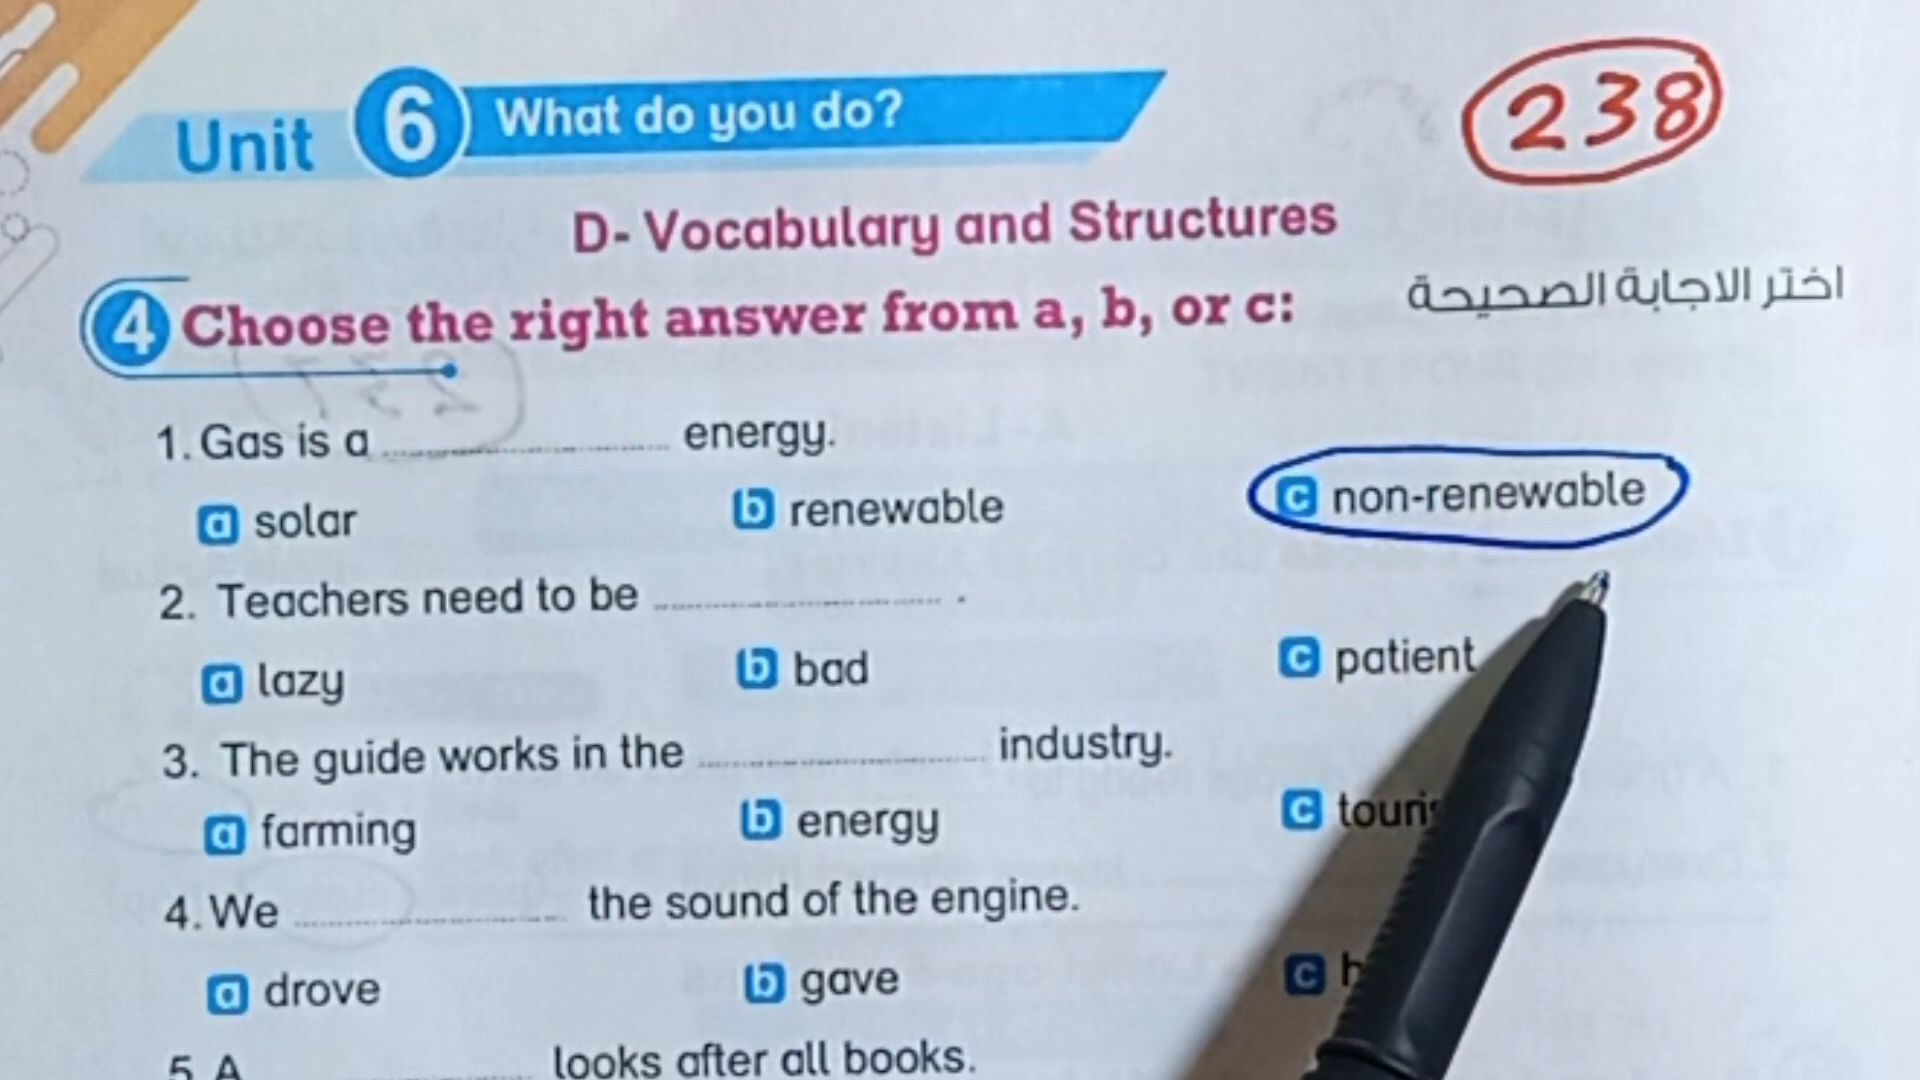 Unit 6 What do you do?
238
D- Vocabulary and Structures
4 Choose the right answer from a, b, or c:
اختر الاجابة الصحيحة
1. Gas is a .................... energy.
a solar b renewable c non-renewable
2. Teachers need to be .................... .
a lazy b bad c patient
3. The guide works in the .................... industry.
a farming b energy c
4. We .................... the sound of the engine.
a drove b gave c
5. A .................... looks after all books.